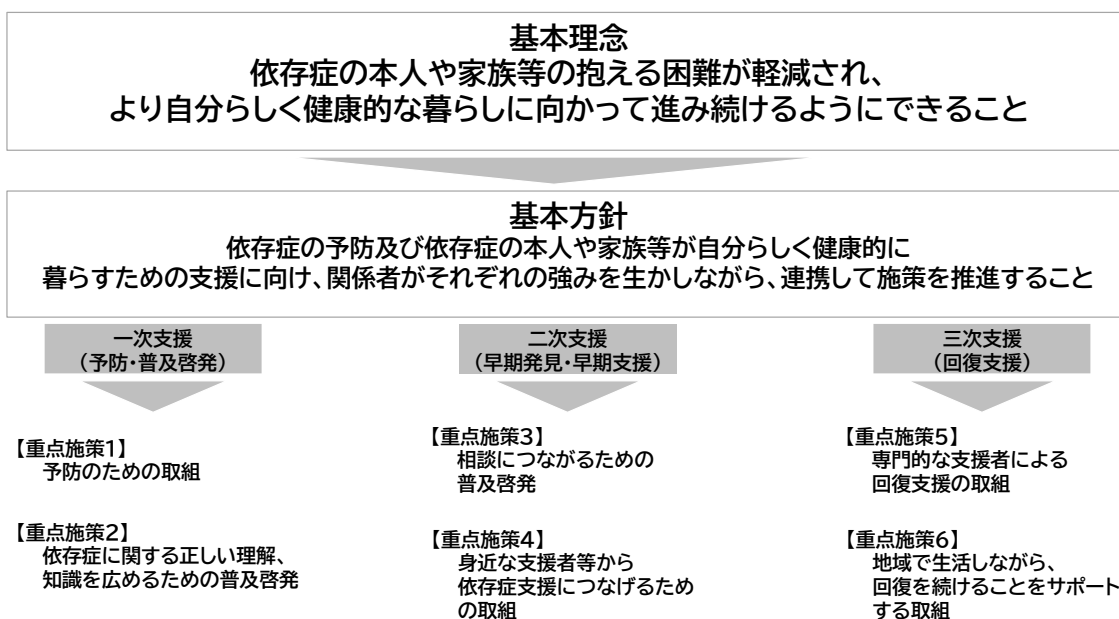 基本理念
依存症の本人や家族等の抱える困難が軽減され、
より自分らしく健康的な暮らしに向かって進み続けるようにできること
基本方針
依存症の予防及び依存症の本人や家族等が自分らしく健康的に
暮らすための支援に向け、関係者がそれぞれの強みを生かしながら、連携して施策を推進すること
一次支援
（予防・普及啓発）
【重点施策1】
予防のための取組
【重点施策2】
依存症に関する正しい理解、
知識を広めるための普及啓発
二次支援
（早期発見・早期支援）
【重点施策3】
相談につながるための
普及啓発
【重点施策4】
身近な支援者等から
依存症支援につなげるため
の取組
三次支援
（回復支援）
【重点施策5】
専門的な支援者による
回復支援の取組
【重点施策6】
地域で生活しながら、
回復を続けることをサポート
する取組